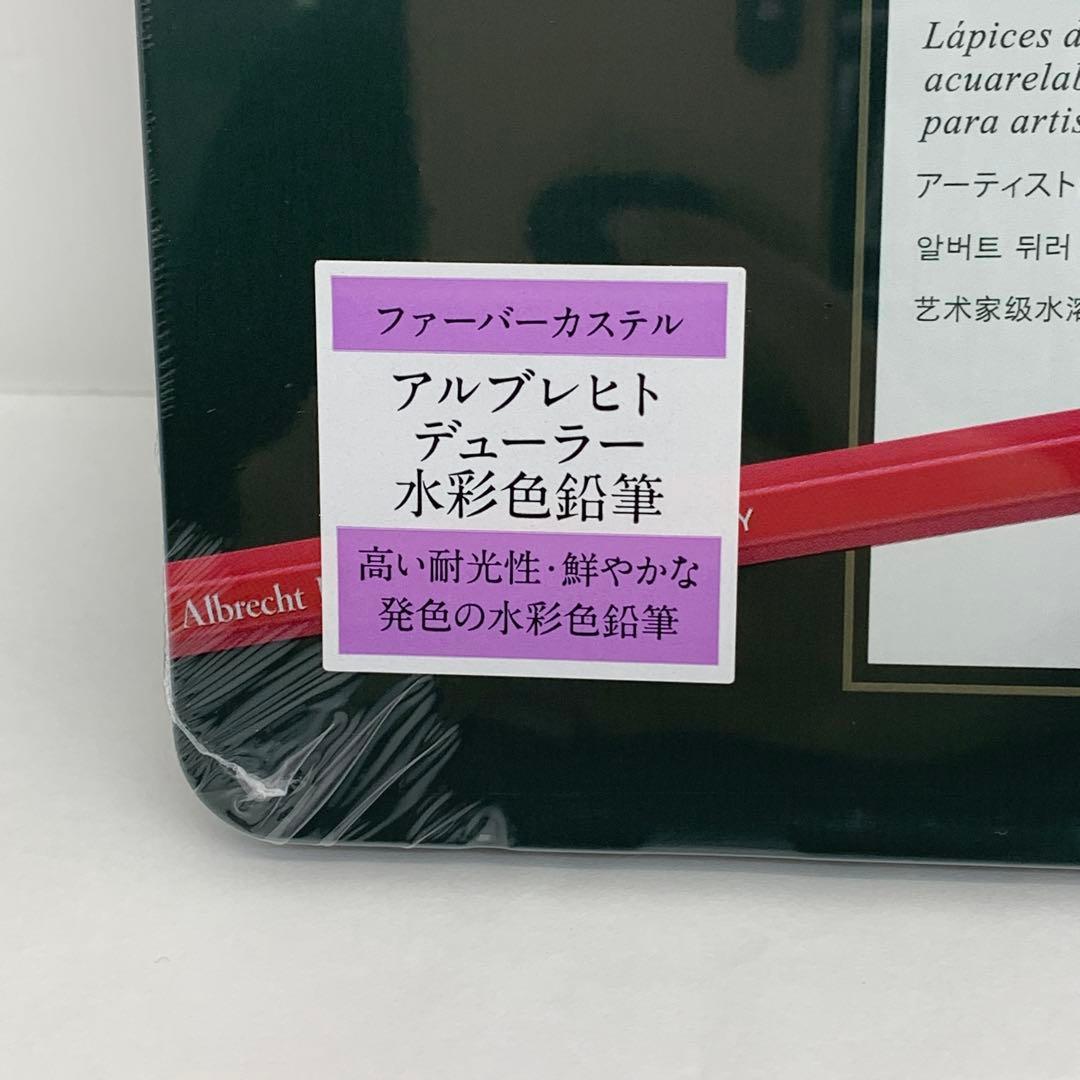 Lápices
para
アーティスト
알버트 뒤러
艺术家级水溶
ファーバーカステル
アルブレヒト
デューラー
水彩色鉛筆
高い耐光性・鮮やかな
発色の水彩色鉛筆
Albrecht